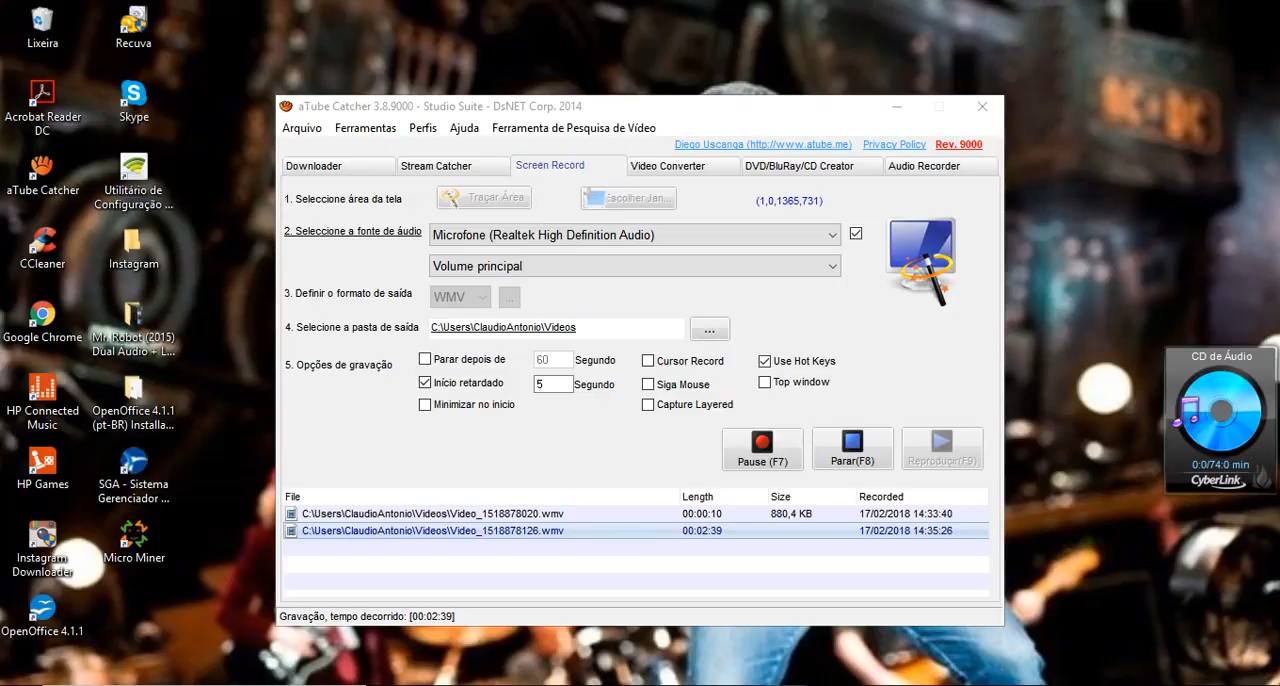 Lixeira
Recuva
Acrobat Reader
DC
Skype
aTube Catcher
Utilitário de
Configuração ...
CCleaner
Instagram
Google Chrome
Mr. Robot (2015)
Dual Audio + L...
HP Connected
Music
OpenOffice 4.1.1
(pt-BR) Installa...
HP Games
SGA - Sistema
Gerenciador ...
Instagram
Downloader
Micro Miner
OpenOffice 4.1.1
aTube Catcher 3.8.9000 - Studio Suite - DsNET Corp. 2014
Arquivo Ferramentas Perfis Ajuda Ferramenta de Pesquisa de Vídeo
Diego Uscanga (http://www.atube.me) Privacy Policy Rev. 9000
Downloader Stream Catcher Screen Record Video Converter DVD/BluRay/CD Creator Audio Recorder
1. Seleccione área da tela Traçar Área Escolher Jan... (1,0,1365,731)
2. Seleccione a fonte de áudio Microfone (Realtek High Definition Audio)
Volume principal
3. Definir o formato de saída WMV ...
4. Selecione a pasta de saída C:\Users\ClaudioAntonio\Videos ...
5. Opções de gravação Parar depois de 60 Segundo Cursor Record Use Hot Keys
Início retardado 5 Segundo Siga Mouse Top window
Minimizar no inicio Capture Layered
Pause (F7) Parar(F8) Reproduçir(F9)
File Length Size Recorded
C:\Users\ClaudioAntonio\Videos\Video_1518878020.wmv 00:00:10 880,4 KB 17/02/2018 14:33:40
C:\Users\ClaudioAntonio\Videos\Video_1518878126.wmv 00:02:39 17/02/2018 14:35:26
Gravação, tempo decorrido: [00:02:39]
CD de Áudio
0:0/74:0 min
CyberLink